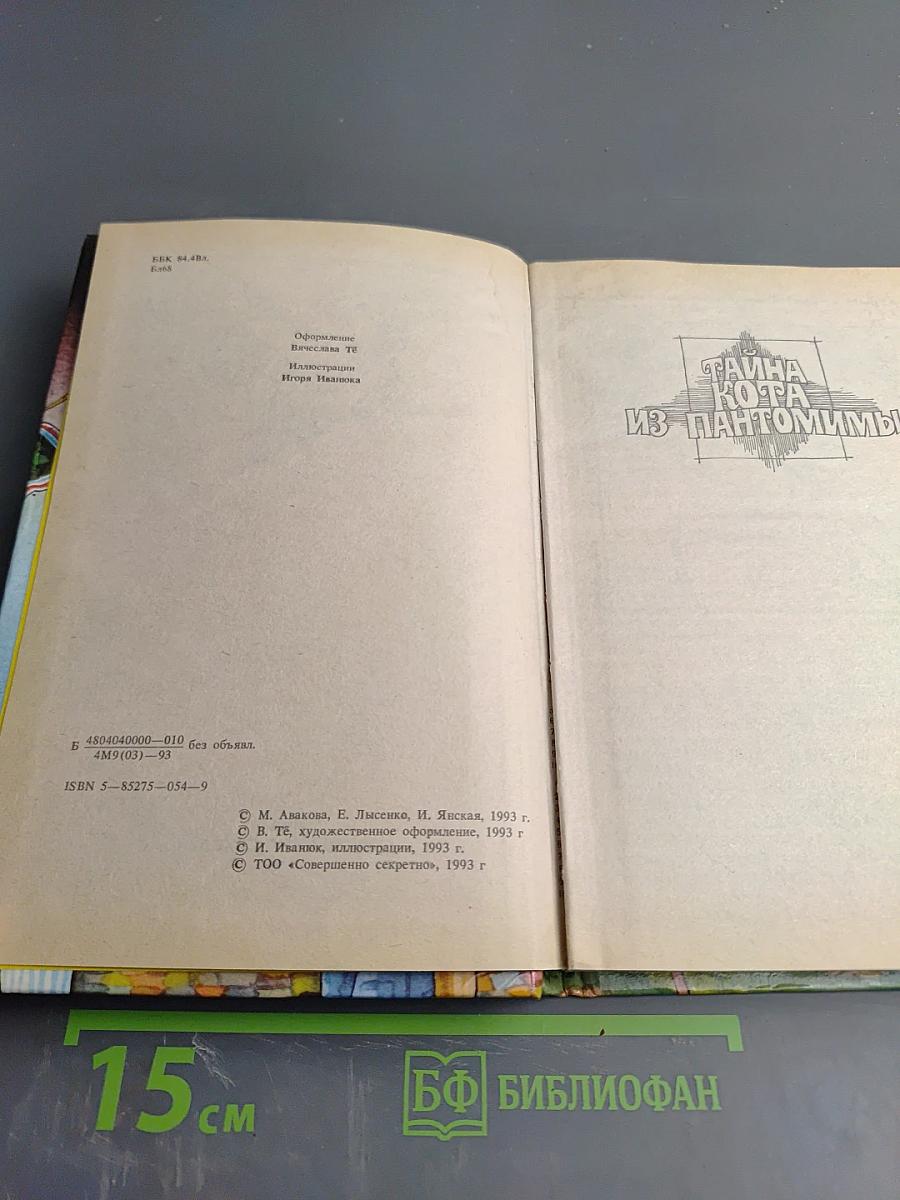 ББК 84.4Вл.
Бл68
Оформление
Вячеслава Тё
Иллюстрации
Игоря Иванюка
Б 4804040000—010 без объявл.
4М9(03)—93
ISBN 5—85275—054—9
© М. Авакова, Е. Лысенко, И. Янская, 1993 г.
© В. Тё, художественное оформление, 1993 г
© И. Иванюк, иллюстрации, 1993 г.
© ТОО «Совершенно секретно», 1993 г
ТАЙНА
КОТА
ИЗ ПАНТОМИМЫ
15 см
БФ БИБЛИОФАН